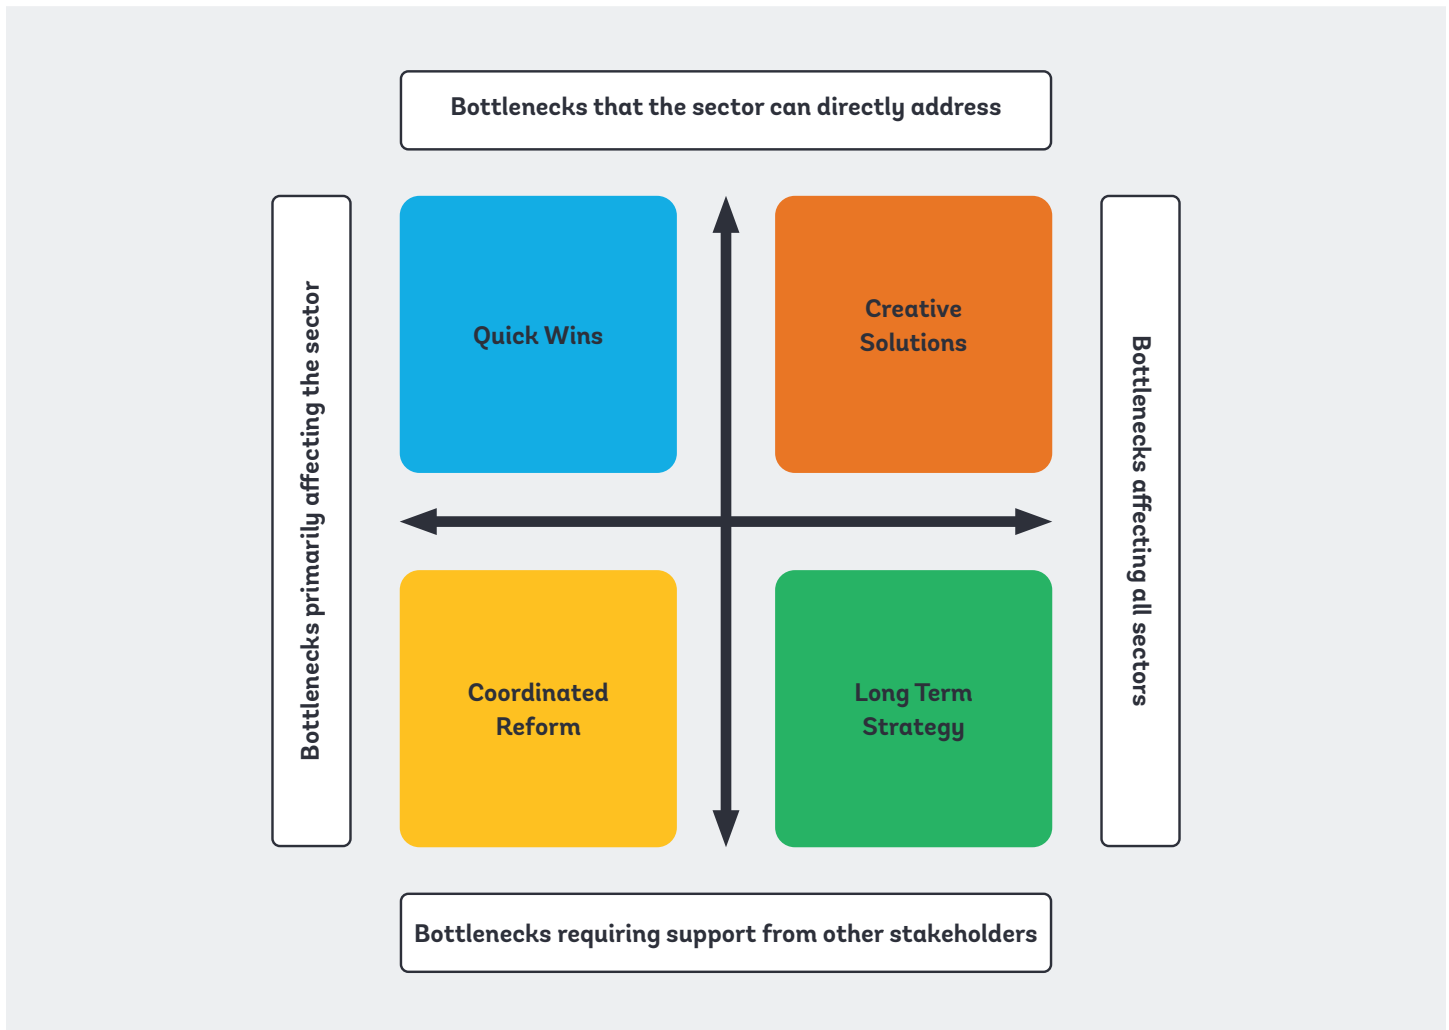 Bottlenecks that the sector can directly address
Bottlenecks primarily affecting the sector
Quick Wins
Creative
Solutions
Bottlenecks affecting all sectors
Coordinated
Reform
Long Term
Strategy
Bottlenecks requiring support from other stakeholders